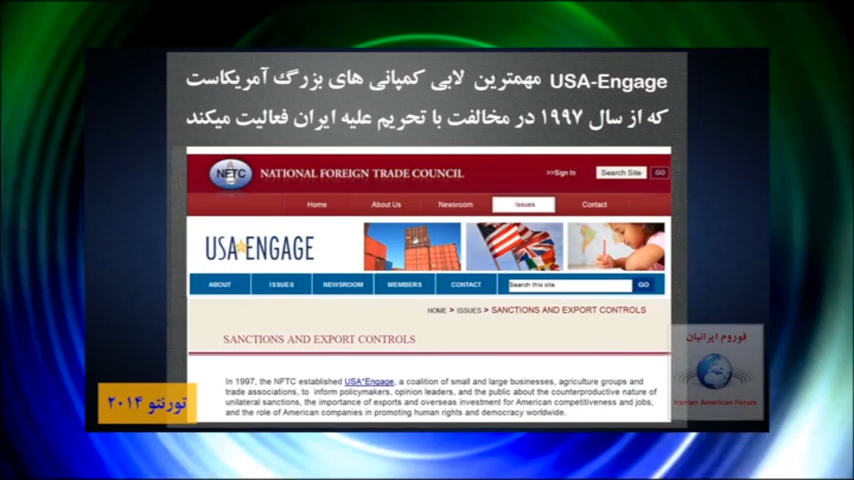 USA-Engage مهمترین لابی کمپانی های بزرگ آمریکاست
که از سال ۱۹۹۷ در مخالفت با تحریم علیه ایران فعالیت میکند
NFTC NATIONAL FOREIGN TRADE COUNCIL >>Sign In Search Site GO
Home About Us Newsroom Issues Contact
USA★ENGAGE
ABOUT ISSUES NEWSROOM MEMBERS CONTACT Search this site GO
HOME > ISSUES > SANCTIONS AND EXPORT CONTROLS
SANCTIONS AND EXPORT CONTROLS
In 1997, the NFTC established USA*Engage, a coalition of small and large businesses, agriculture groups and
trade associations, to inform policymakers, opinion leaders, and the public about the counterproductive nature of
unilateral sanctions, the importance of exports and overseas investment for American competitiveness and jobs,
and the role of American companies in promoting human rights and democracy worldwide.
فوروم ایرانیان
Iranian American Forum
تورنتو ۲۰۱۴